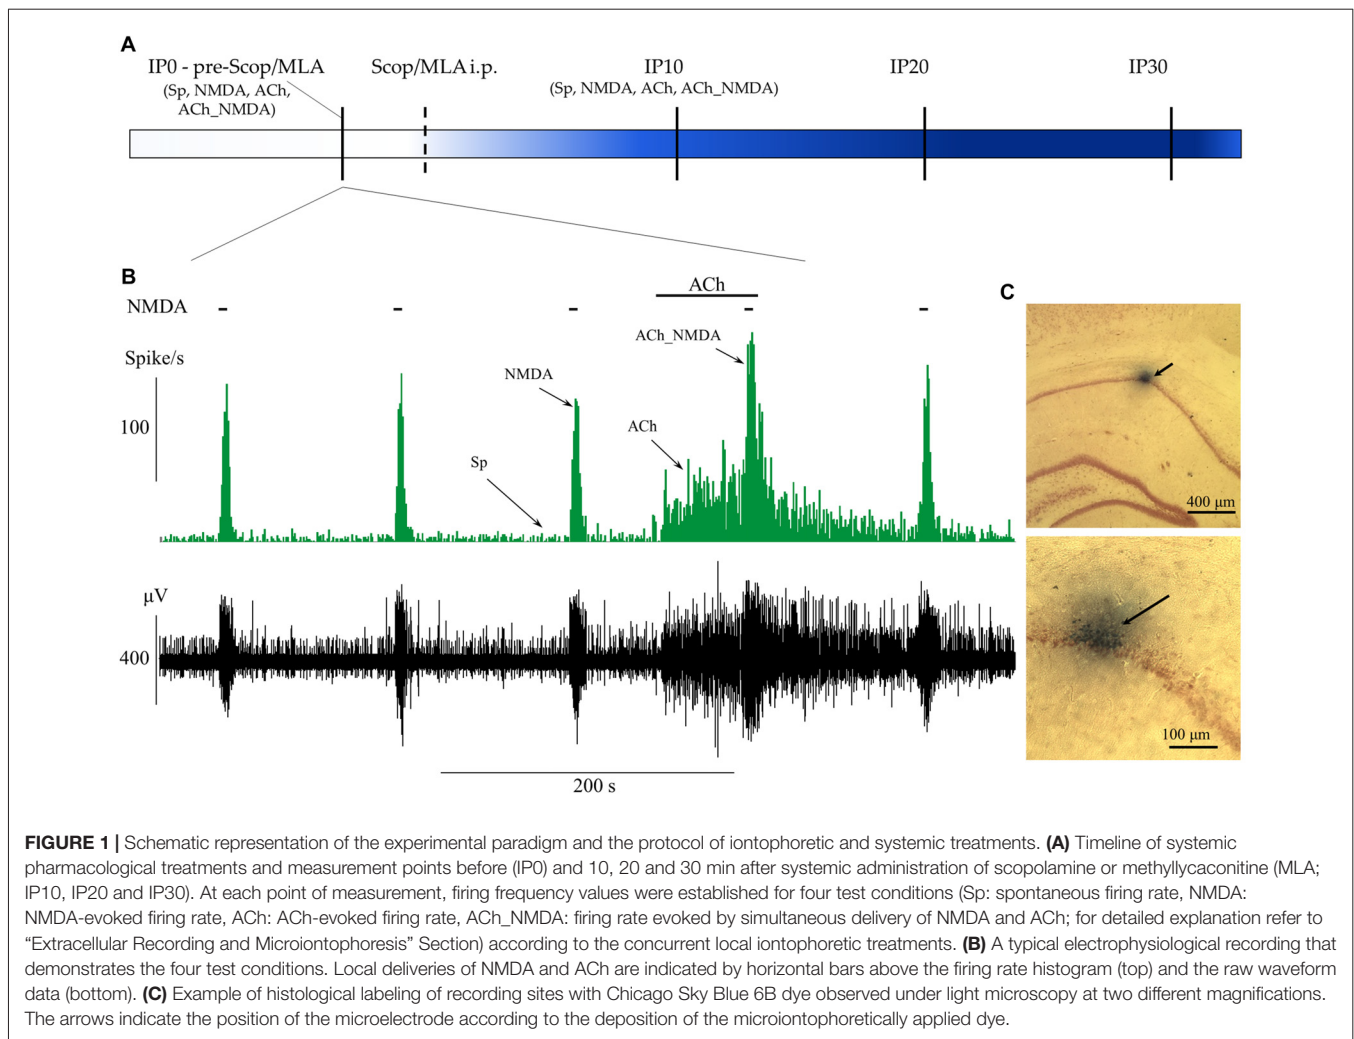 A
IP0 - pre-Scop/MLA
(Sp, NMDA, ACh,
ACh_NMDA)
Scop/MLA i.p.
IP10
(Sp, NMDA, ACh, ACh_NMDA)
IP20
IP30
B
NMDA
ACh
Spike/s
100
Sp
NMDA
ACh
ACh_NMDA
µV
400
200 s
C
400 µm
100 µm
FIGURE 1 | Schematic representation of the experimental paradigm and the protocol of iontophoretic and systemic treatments. (A) Timeline of systemic
pharmacological treatments and measurement points before (IP0) and 10, 20 and 30 min after systemic administration of scopolamine or methyllycaconitine (MLA;
IP10, IP20 and IP30). At each point of measurement, firing frequency values were established for four test conditions (Sp: spontaneous firing rate, NMDA:
NMDA-evoked firing rate, ACh: ACh-evoked firing rate, ACh_NMDA: firing rate evoked by simultaneous delivery of NMDA and ACh; for detailed explanation refer to
“Extracellular Recording and Microiontophoresis” Section) according to the concurrent local iontophoretic treatments. (B) A typical electrophysiological recording that
demonstrates the four test conditions. Local deliveries of NMDA and ACh are indicated by horizontal bars above the firing rate histogram (top) and the raw waveform
data (bottom). (C) Example of histological labeling of recording sites with Chicago Sky Blue 6B dye observed under light microscopy at two different magnifications.
The arrows indicate the position of the microelectrode according to the deposition of the microiontophoretically applied dye.